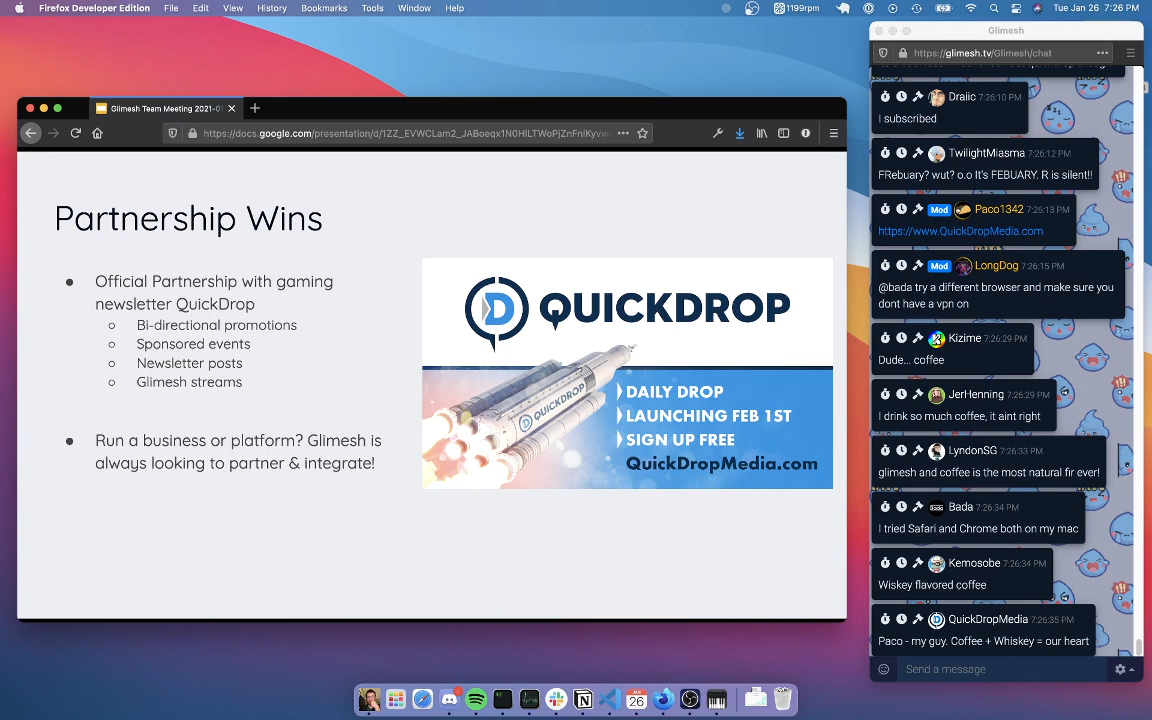 Firefox Developer Edition File Edit View History Bookmarks Tools Window Help
1199rpm
Tue Jan 26 7:26 PM
Glimesh Team Meeting 2021-01
https://docs.google.com/presentation/d/1ZZ_EVWCLam2_JABoeqx1N0HILTWoPjZnFnlKyvw
Partnership Wins
● Official Partnership with gaming
newsletter QuickDrop
○ Bi-directional promotions
○ Sponsored events
○ Newsletter posts
○ Glimesh streams
● Run a business or platform? Glimesh is
always looking to partner & integrate!
D QUICKDROP
QUICKDROP
DAILY DROP
LAUNCHING FEB 1ST
SIGN UP FREE
QuickDropMedia.com
Glimesh
https://glimesh.tv/Glimesh/chat
Draiic 7:26:10 PM
I subscribed
TwilightMiasma 7:26:12 PM
FRebuary? wut? o.o It's FEBUARY. R is silent!!
Mod Paco1342 7:26:13 PM
https://www.QuickDropMedia.com
Mod LongDog 7:26:15 PM
@bada try a different browser and make sure you
dont have a vpn on
Kizime 7:26:29 PM
Dude... coffee
JerHenning 7:26:29 PM
I drink so much coffee, it aint right
LyndonSG 7:26:33 PM
glimesh and coffee is the most natural fir ever!
Bada 7:26:34 PM
I tried Safari and Chrome both on my mac
Kemosobe 7:26:34 PM
Wiskey flavored coffee
QuickDropMedia 7:26:35 PM
Paco - my guy. Coffee + Whiskey = our heart
Send a message
JAN
26